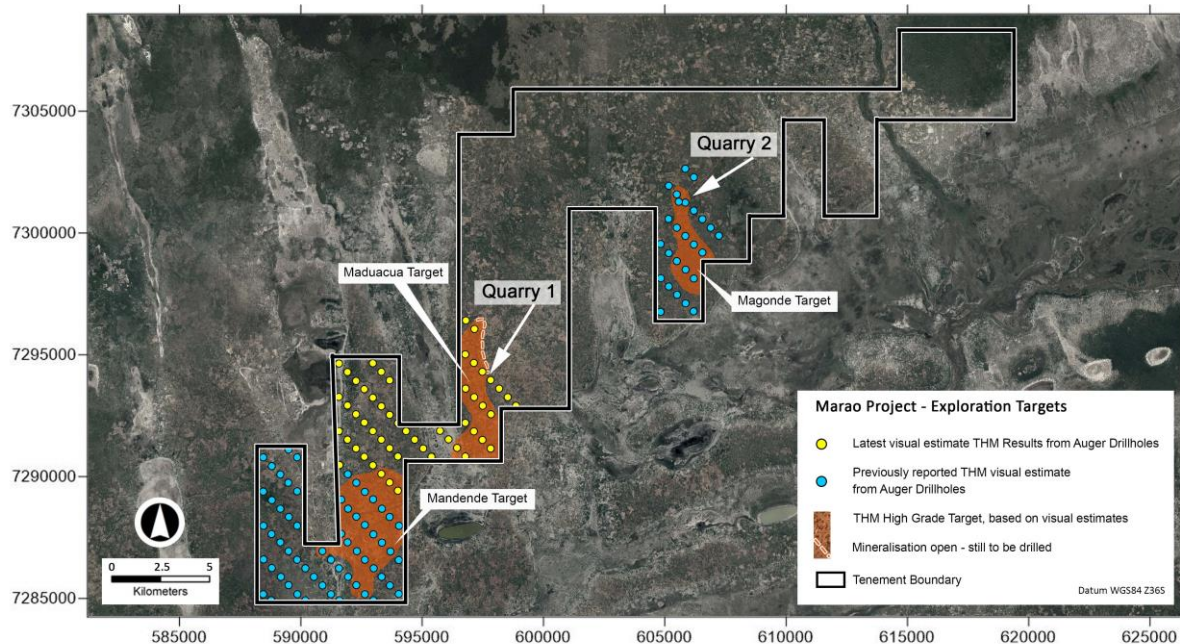 7305000
7300000
7295000
7290000
7285000
Quarry 2
Maduacua Target
Quarry 1
Magonde Target
Mandende Target
Marao Project - Exploration Targets
Latest visual estimate THM Results from Auger Drillholes
Previously reported THM visual estimate
from Auger Drillholes
THM High Grade Target, based on visual estimates
Mineralisation open - still to be drilled
Tenement Boundary
Datum WGS84 Z36S
0 2.5 5
Kilometers
585000 590000 595000 600000 605000 610000 615000 620000 625000